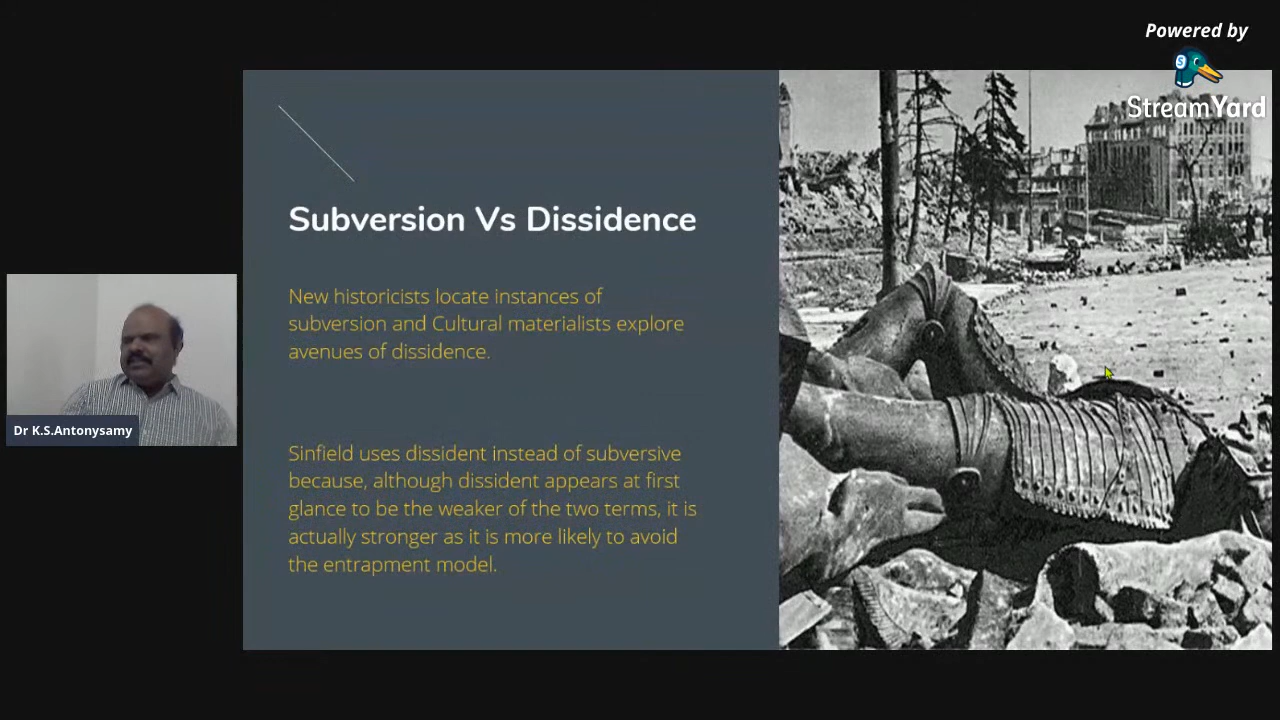 Powered by
StreamYard
Subversion Vs Dissidence
New historicists locate instances of
subversion and Cultural materialists explore
avenues of dissidence.
Sinfield uses dissident instead of subversive
because, although dissident appears at first
glance to be the weaker of the two terms, it is
actually stronger as it is more likely to avoid
the entrapment model.
Dr K.S.Antonysamy